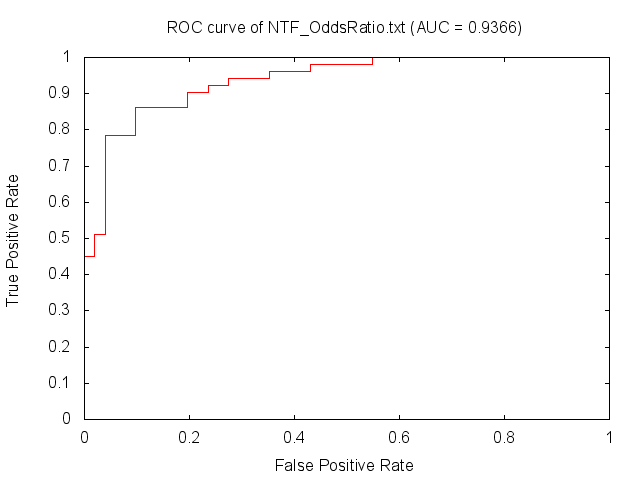 ROC curve of NTF_OddsRatio.txt (AUC = 0.9366)
1
0.9
0.8
0.7
0.6
0.5
0.4
0.3
0.2
0.1
0
True Positive Rate
0 0.2 0.4 0.6 0.8 1
False Positive Rate